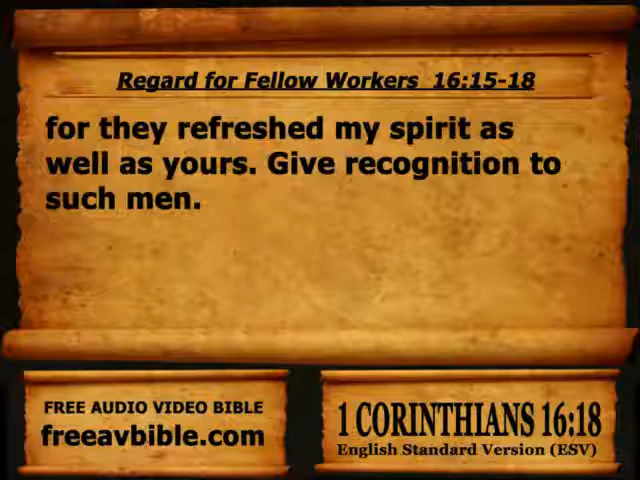 Regard for Fellow Workers 16:15-18
for they refreshed my spirit as
well as yours. Give recognition to
such men.
FREE AUDIO VIDEO BIBLE
freeavbible.com
1 CORINTHIANS 16:18
English Standard Version (ESV)